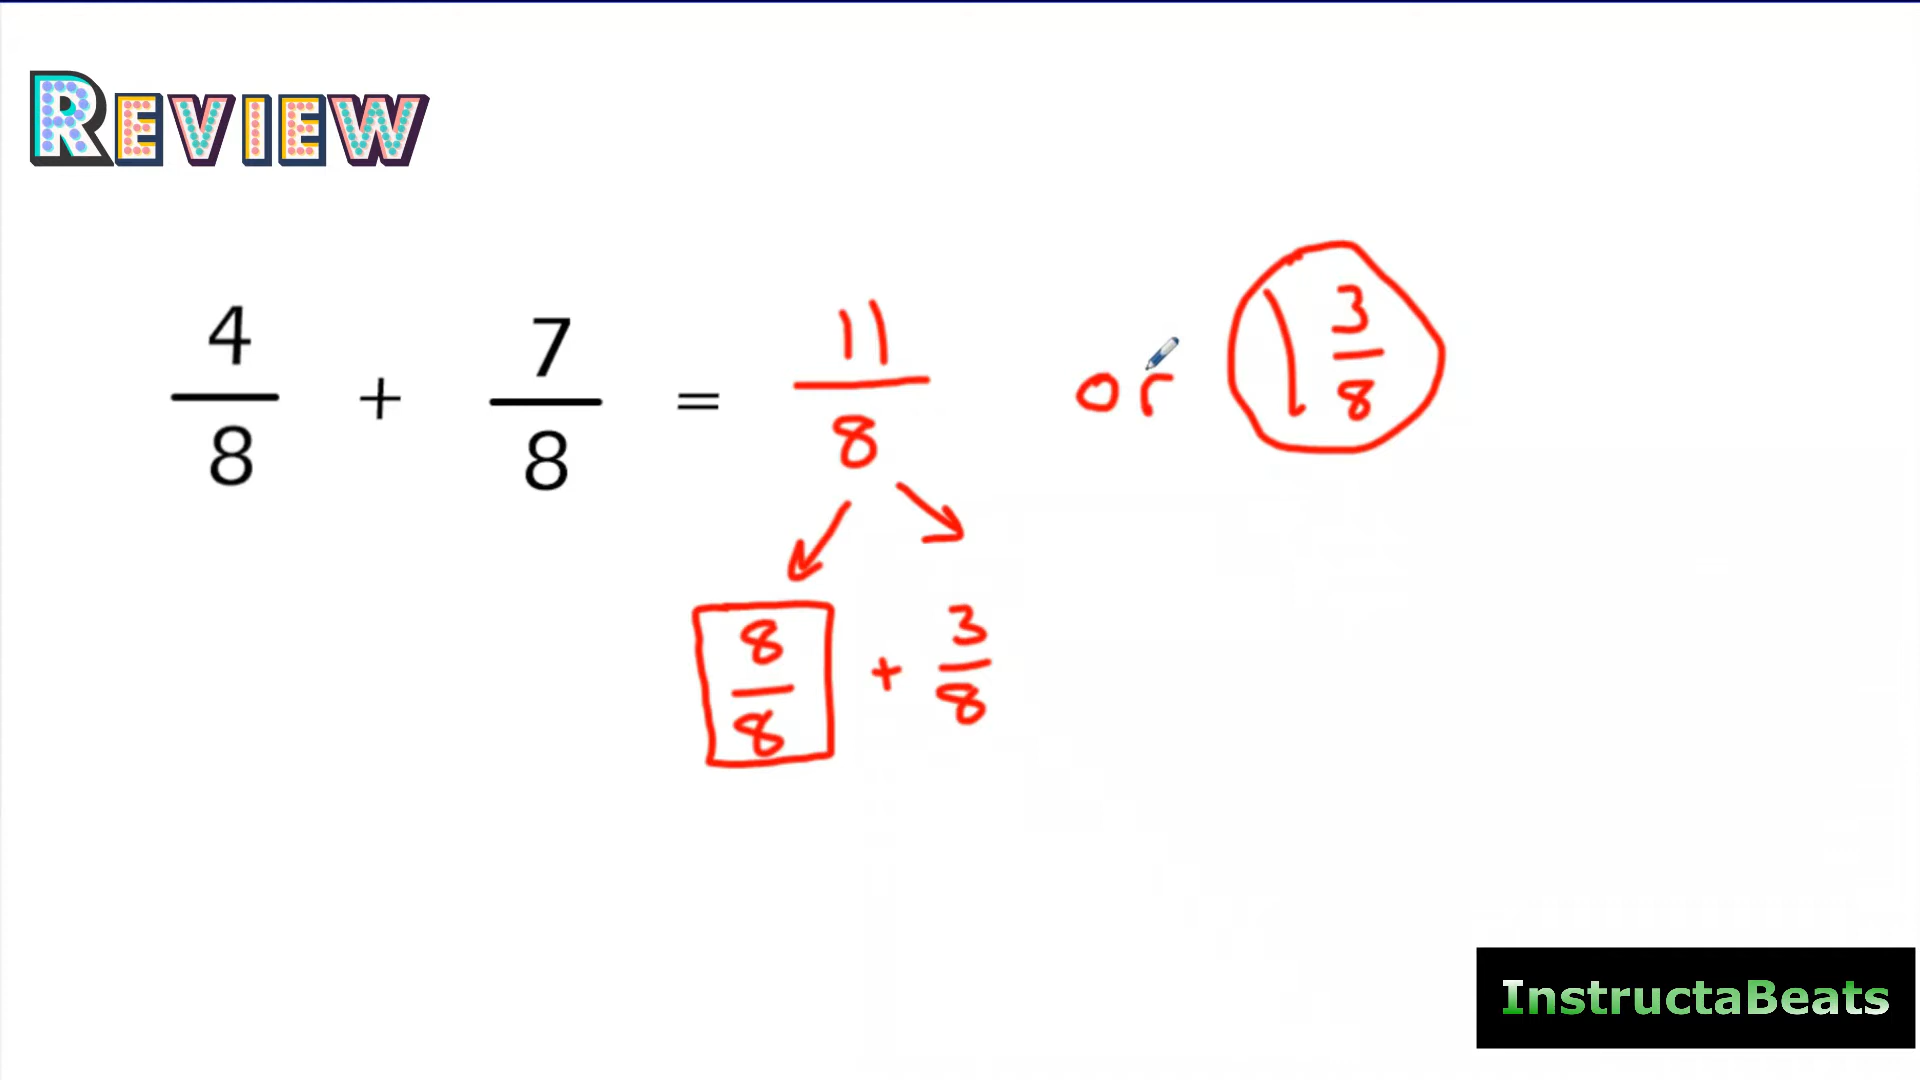 REVIEW
4/8 + 7/8 = 11/8 or 1 3/8
8/8 + 3/8
InstructaBeats